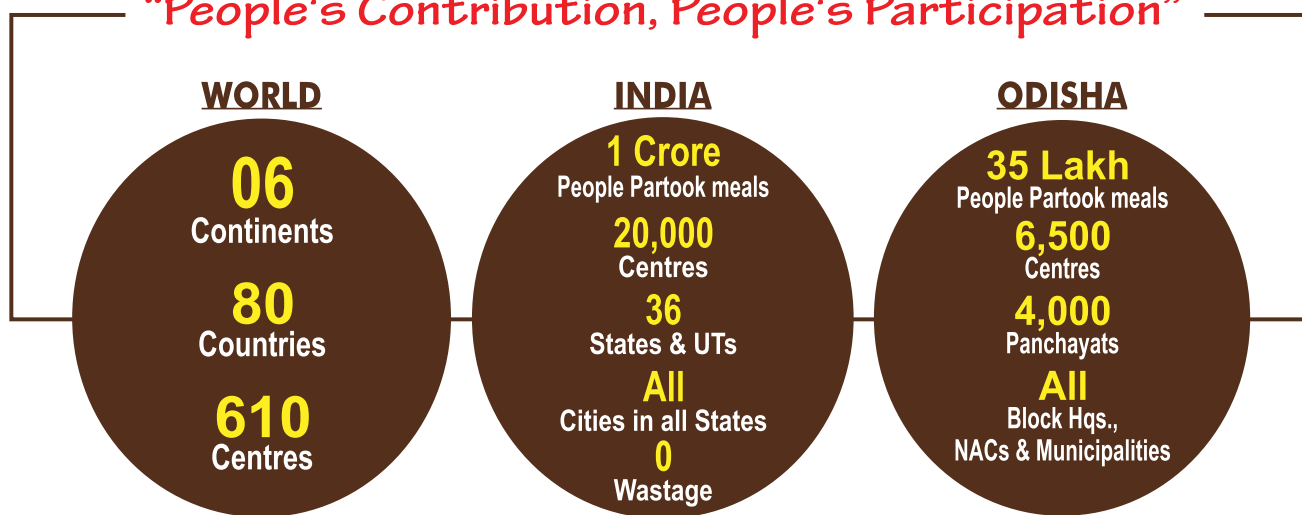 "People's Contribution, People's Participation"
WORLD
06
Continents
80
Countries
610
Centres
INDIA
1 Crore
People Partook meals
20,000
Centres
36
States & UTs
All
Cities in all States
0
Wastage
ODISHA
35 Lakh
People Partook meals
6,500
Centres
4,000
Panchayats
All
Block Hqs.,
NACs & Municipalities